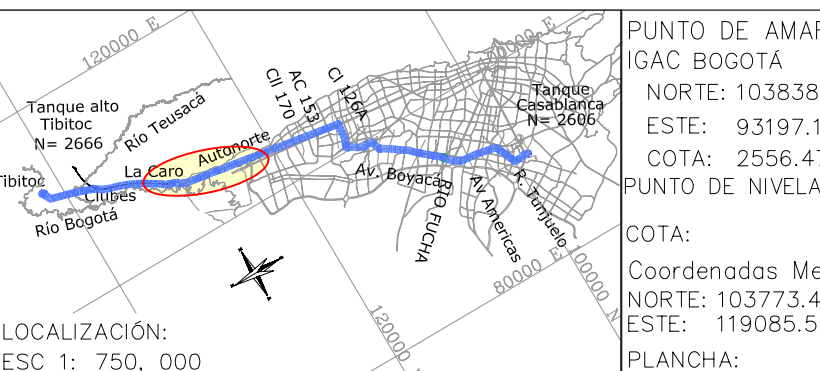 120000 E
Tanque alto
Tibitoc
N= 2666
Río Teusacá
Cll 170
AC 153
Cl 126A
Tanque
Casablanca
N= 2606
Autonorte
La Caro
Tibitoc
Clubes
Río Bogotá
Av. Boyacá
RÍO FUCHA
Av Americas
R. Tunjuelo
80000 E
100000 N
120000
LOCALIZACIÓN:
ESC 1: 750, 000
PUNTO DE AMAR
IGAC BOGOTÁ
NORTE: 103838
ESTE: 93197.1
COTA: 2556.47
PUNTO DE NIVELA
COTA:
Coordenadas Me
NORTE: 103773.4
ESTE: 119085.5
PLANCHA: